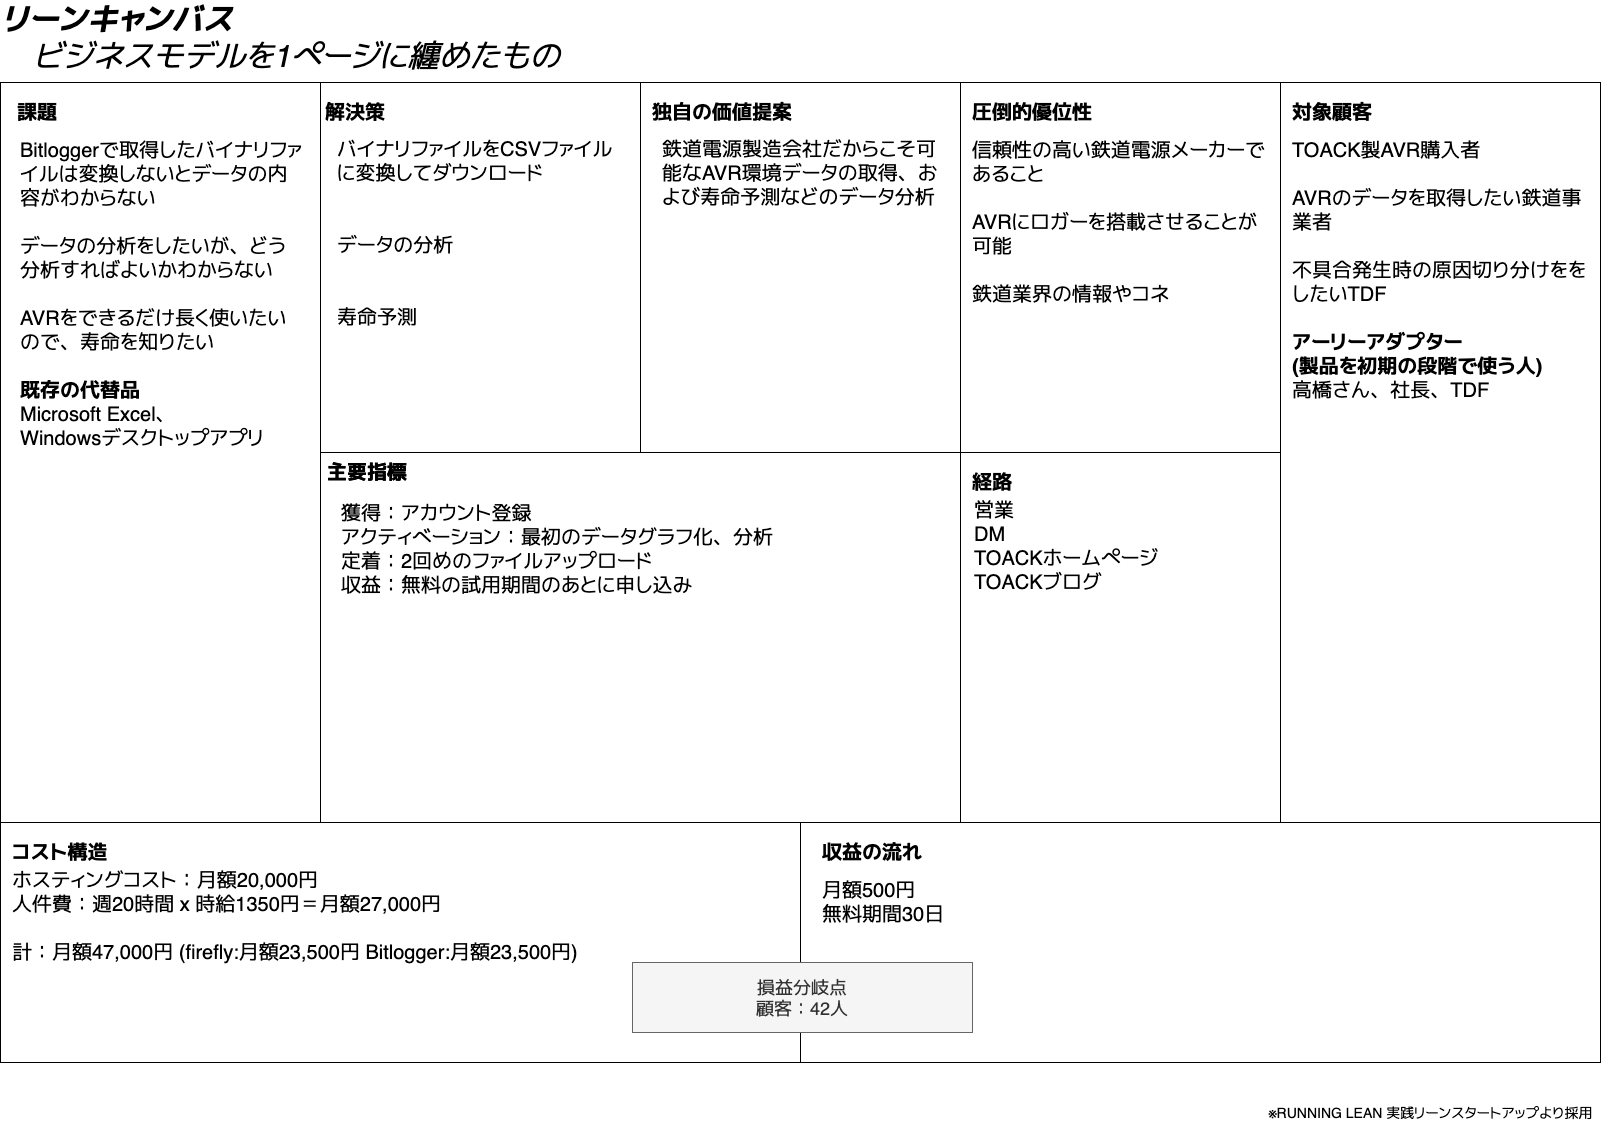 リーンキャンバス
ビジネスモデルを1ページに纏めたもの
課題
Bitloggerで取得したバイナリファ
イルは変換しないとデータの内
容がわからない
データの分析をしたいが、どう
分析すればよいかわからない
AVRをできるだけ長く使いたい
ので、寿命を知りたい
既存の代替品
Microsoft Excel、
Windowsデスクトップアプリ
解決策
バイナリファイルをCSVファイル
に変換してダウンロード
データの分析
寿命予測
独自の価値提案
鉄道電源製造会社だからこそ可
能なAVR環境データの取得、お
よび寿命予測などのデータ分析
圧倒的優位性
信頼性の高い鉄道電源メーカーで
あること
AVRにロガーを搭載させることが
可能
鉄道業界の情報やコネ
対象顧客
TOACK製AVR購入者
AVRのデータを取得したい鉄道事
業者
不具合発生時の原因切り分けをを
したいTDF
アーリーアダプター
(製品を初期の段階で使う人)
高橋さん、社長、TDF
主要指標
獲得：アカウント登録
アクティベーション：最初のデータグラフ化、分析
定着：2回めのファイルアップロード
収益：無料の試用期間のあとに申し込み
経路
営業
DM
TOACKホームページ
TOACKブログ
コスト構造
ホスティングコスト：月額20,000円
人件費：週20時間 x 時給1350円＝月額27,000円
計：月額47,000円 (firefly:月額23,500円 Bitlogger:月額23,500円)
収益の流れ
月額500円
無料期間30日
損益分岐点
顧客：42人
※RUNNING LEAN 実践リーンスタートアップより採用